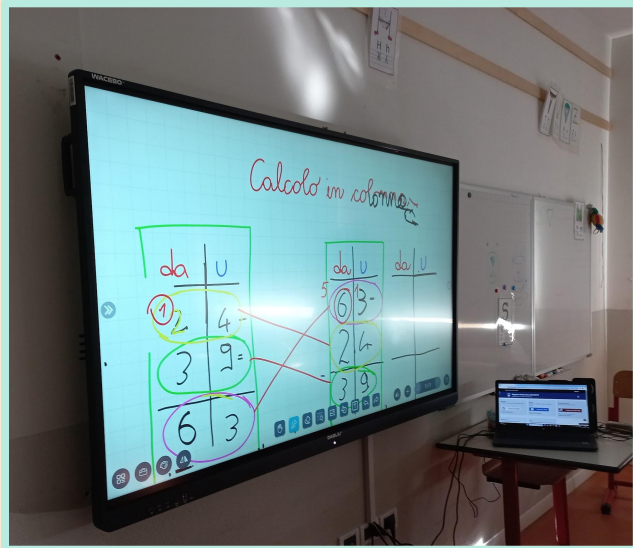 WACEBO
Calcolo in colonna
da u
1
2 4 -
3 9 =
6 3
da u
5
6 3 -
2 4
3 9
da u
H